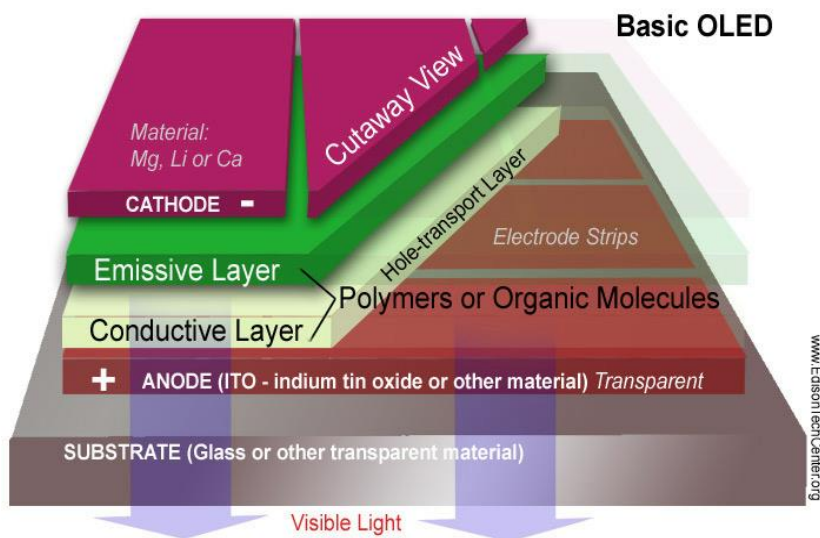 Basic OLED
Cutaway View
Material:
Mg, Li or Ca
CATHODE -
Hole-transport Layer
Electrode Strips
Emissive Layer
Polymers or Organic Molecules
Conductive Layer
+ ANODE (ITO - indium tin oxide or other material) Transparent
SUBSTRATE (Glass or other transparent material)
Visible Light
www.EdisonTechCenter.org